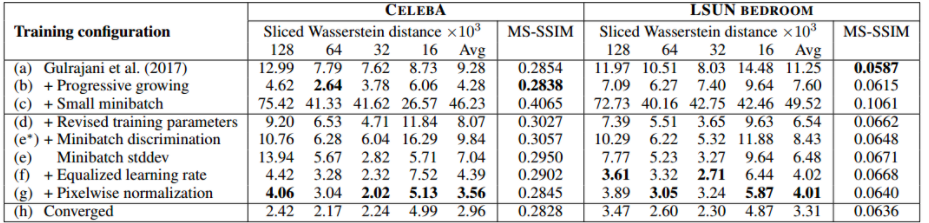 CELEBA LSUN BEDROOM
Training configuration Sliced Wasserstein distance ×10³ MS-SSIM Sliced Wasserstein distance ×10³ MS-SSIM
128 64 32 16 Avg 128 64 32 16 Avg
(a) Gulrajani et al. (2017) 12.99 7.79 7.62 8.73 9.28 0.2854 11.97 10.51 8.03 14.48 11.25 0.0587
(b) + Progressive growing 4.62 2.64 3.78 6.06 4.28 0.2838 7.09 6.27 7.40 9.64 7.60 0.0615
(c) + Small minibatch 75.42 41.33 41.62 26.57 46.23 0.4065 72.73 40.16 42.75 42.46 49.52 0.1061
(d) + Revised training parameters 9.20 6.53 4.71 11.84 8.07 0.3027 7.39 5.51 3.65 9.63 6.54 0.0662
(e*) + Minibatch discrimination 10.76 6.28 6.04 16.29 9.84 0.3057 10.29 6.22 5.32 11.88 8.43 0.0648
(e) Minibatch stddev 13.94 5.67 2.82 5.71 7.04 0.2950 7.77 5.23 3.27 9.64 6.48 0.0671
(f) + Equalized learning rate 4.42 3.28 2.32 7.52 4.39 0.2902 3.61 3.32 2.71 6.44 4.02 0.0668
(g) + Pixelwise normalization 4.06 3.04 2.02 5.13 3.56 0.2845 3.89 3.05 3.24 5.87 4.01 0.0640
(h) Converged 2.42 2.17 2.24 4.99 2.96 0.2828 3.47 2.60 2.30 4.87 3.31 0.0636